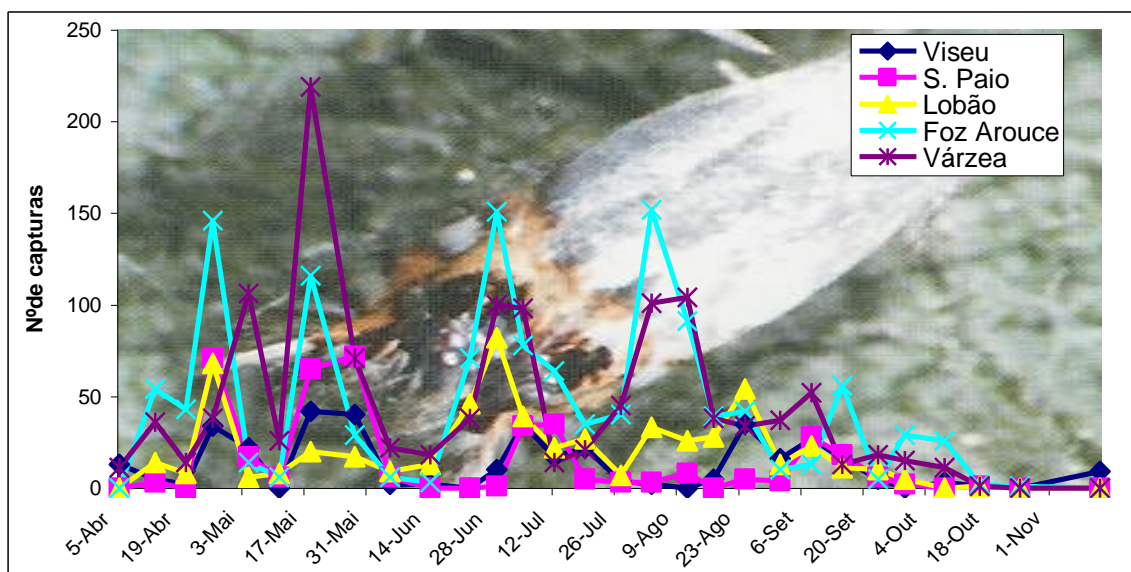 250
200
150
100
50
0
Nºde capturas
Viseu
S. Paio
Lobão
Foz Arouce
Várzea
5-Abr
19-Abr
3-Mai
17-Mai
31-Mai
14-Jun
28-Jun
12-Jul
26-Jul
9-Ago
23-Ago
6-Set
20-Set
4-Out
18-Out
1-Nov